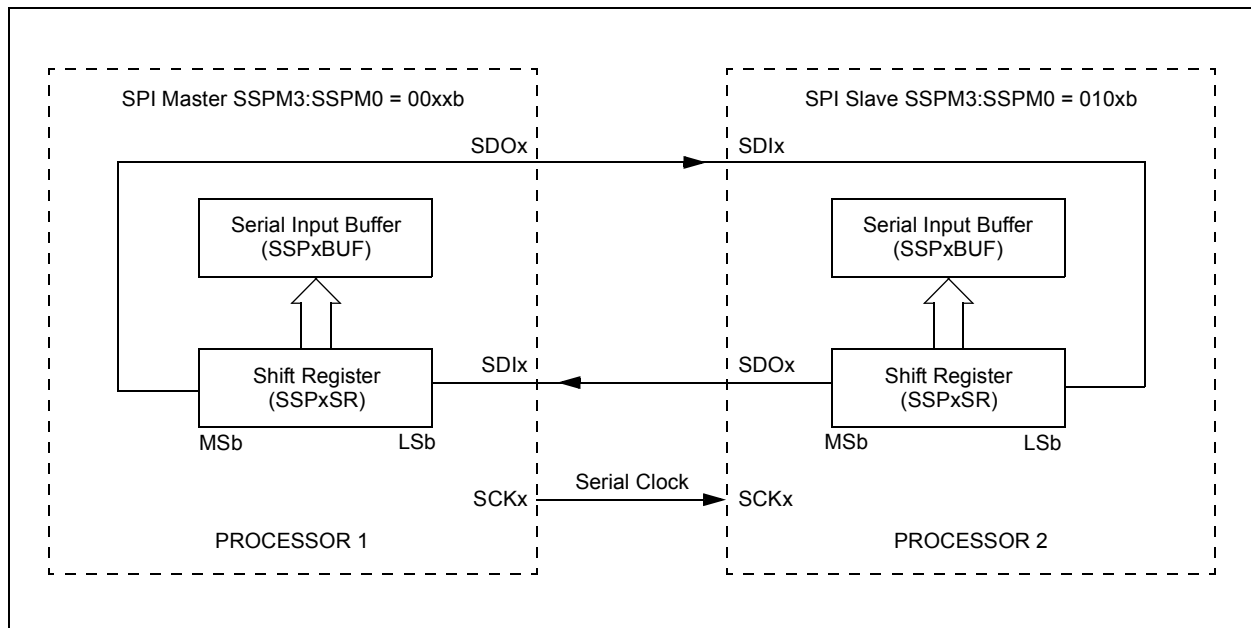 SPI Master SSPM3:SSPM0 = 00xxb
SDOx
Serial Input Buffer
(SSPxBUF)
Shift Register
(SSPxSR)
MSb
LSb
SDIx
SCKx
PROCESSOR 1
Serial Clock
SPI Slave SSPM3:SSPM0 = 010xb
SDIx
Serial Input Buffer
(SSPxBUF)
SDOx
Shift Register
(SSPxSR)
MSb
LSb
SCKx
PROCESSOR 2